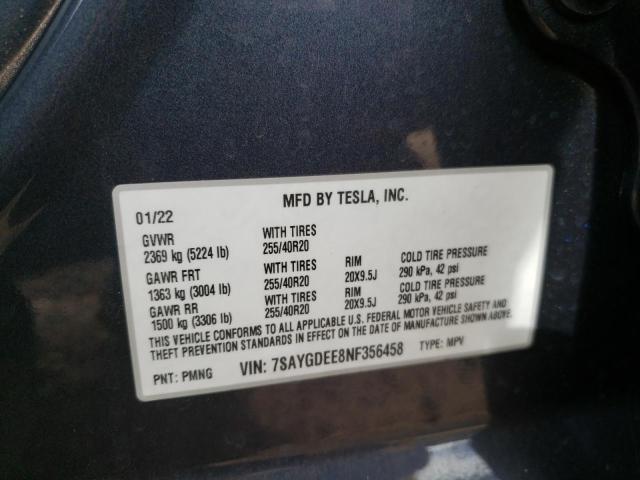 MFD BY TESLA, INC.
01/22
GVWR WITH TIRES
2369 kg (5224 lb) 255/40R20
GAWR FRT WITH TIRES RIM COLD TIRE PRESSURE
1363 kg (3004 lb) 255/40R20 20X9.5J 290 kPa, 42 psi
GAWR RR WITH TIRES RIM COLD TIRE PRESSURE
1500 kg (3306 lb) 255/40R20 20X9.5J 290 kPa, 42 psi
THIS VEHICLE CONFORMS TO ALL APPLICABLE U.S. FEDERAL MOTOR VEHICLE SAFETY AND
THEFT PREVENTION STANDARDS IN EFFECT ON THE DATE OF MANUFACTURE SHOWN ABOVE.
PNT: PMNG VIN: 7SAYGDEE8NF356458 TYPE: MPV